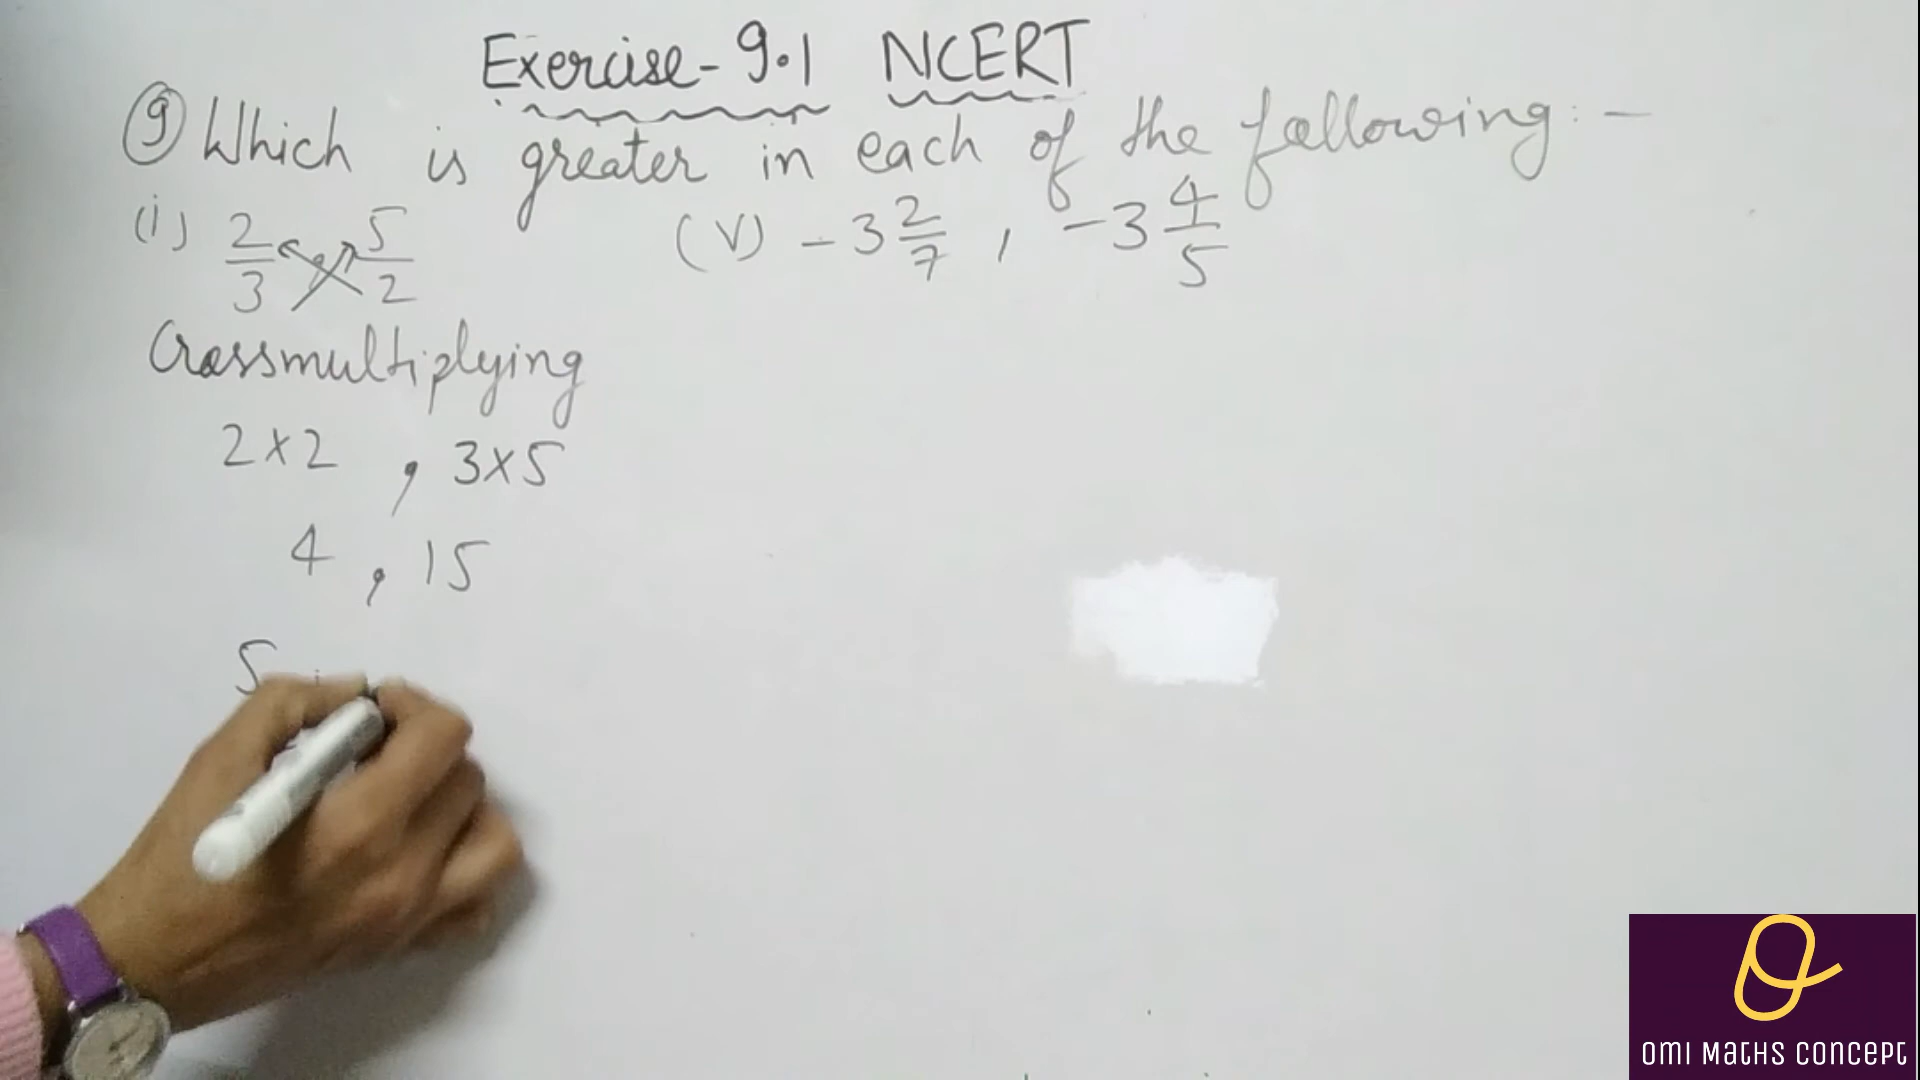 Exercise-9.1 NCERT
9 Which is greater in each of the following:-
(i) 2/3 5/2 (V) -3 2/7 , -3 4/5
Crossmultiplying
2×2 , 3×5
4 , 15
OMI MATHS CONCEPT